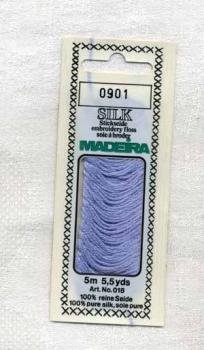 0901
SILK
Stickseide
embroidery floss
soie à broder
MADEIRA
5m 5,5yds
Art. No. 018
100% reine Seide
100% pure silk, soie pure